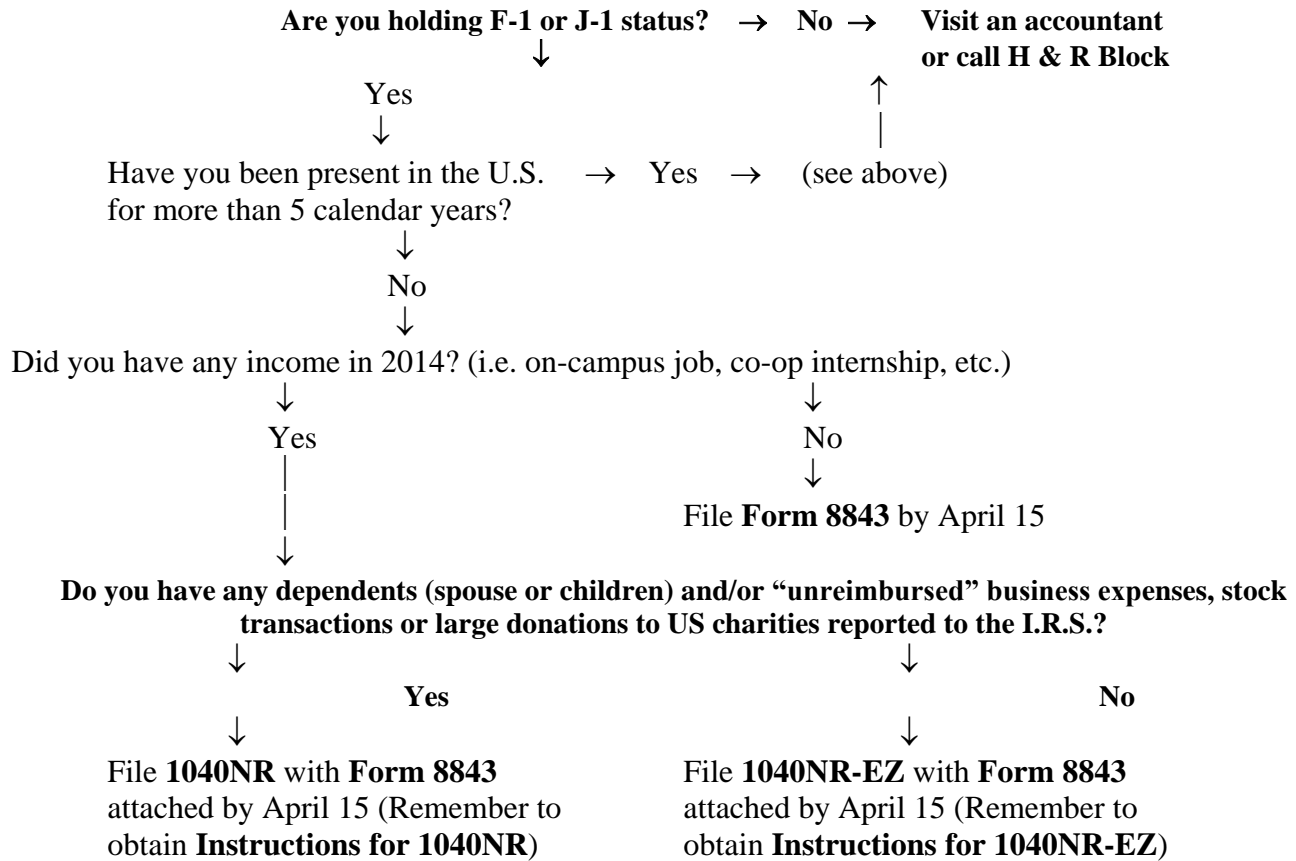 Are you holding F-1 or J-1 status? → No → Visit an accountant
↓ or call H & R Block
Yes ↑
↓ |
Have you been present in the U.S. → Yes → (see above)
for more than 5 calendar years?
↓
No
↓
Did you have any income in 2014? (i.e. on-campus job, co-op internship, etc.)
↓ ↓
Yes No
| ↓
| File Form 8843 by April 15
↓
Do you have any dependents (spouse or children) and/or “unreimbursed” business expenses, stock
transactions or large donations to US charities reported to the I.R.S.?
↓ ↓
Yes No
↓ ↓
File 1040NR with Form 8843 File 1040NR-EZ with Form 8843
attached by April 15 (Remember to attached by April 15 (Remember to
obtain Instructions for 1040NR) obtain Instructions for 1040NR-EZ)